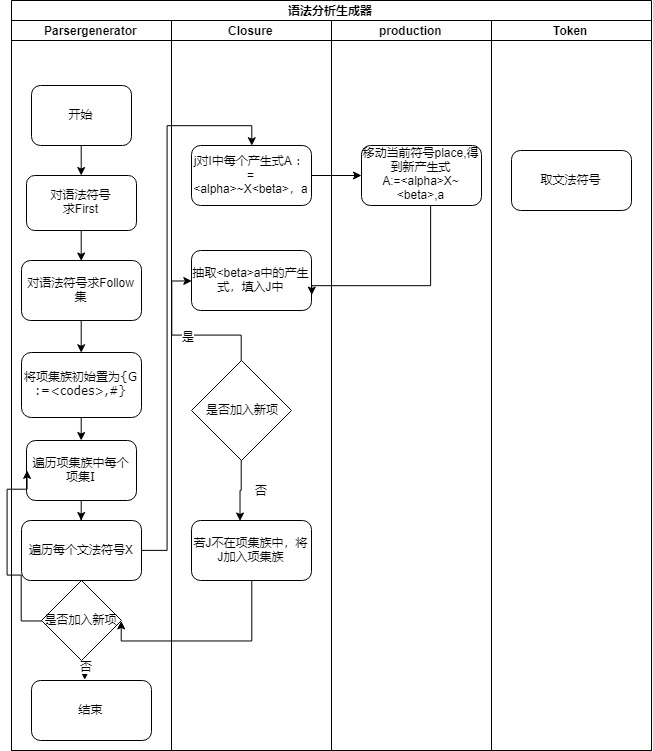 语法分析生成器
Parsergenerator
Closure
production
Token
开始
对语法符号
求First
对语法符号求Follow
集
将项集族初始置为{G
:=<codes>,#}
遍历项集族中每个
项集I
遍历每个文法符号X
是否加入新项
否
结束
j对I中每个产生式A :
=
<alpha>~X<beta>，a
抽取<beta>a中的产生
式，填入J中
是
是否加入新项
否
若J不在项集族中，将
J加入项集族
移动当前符号place,得
到新产生式
A:=<alpha>X~
<beta>,a
取文法符号